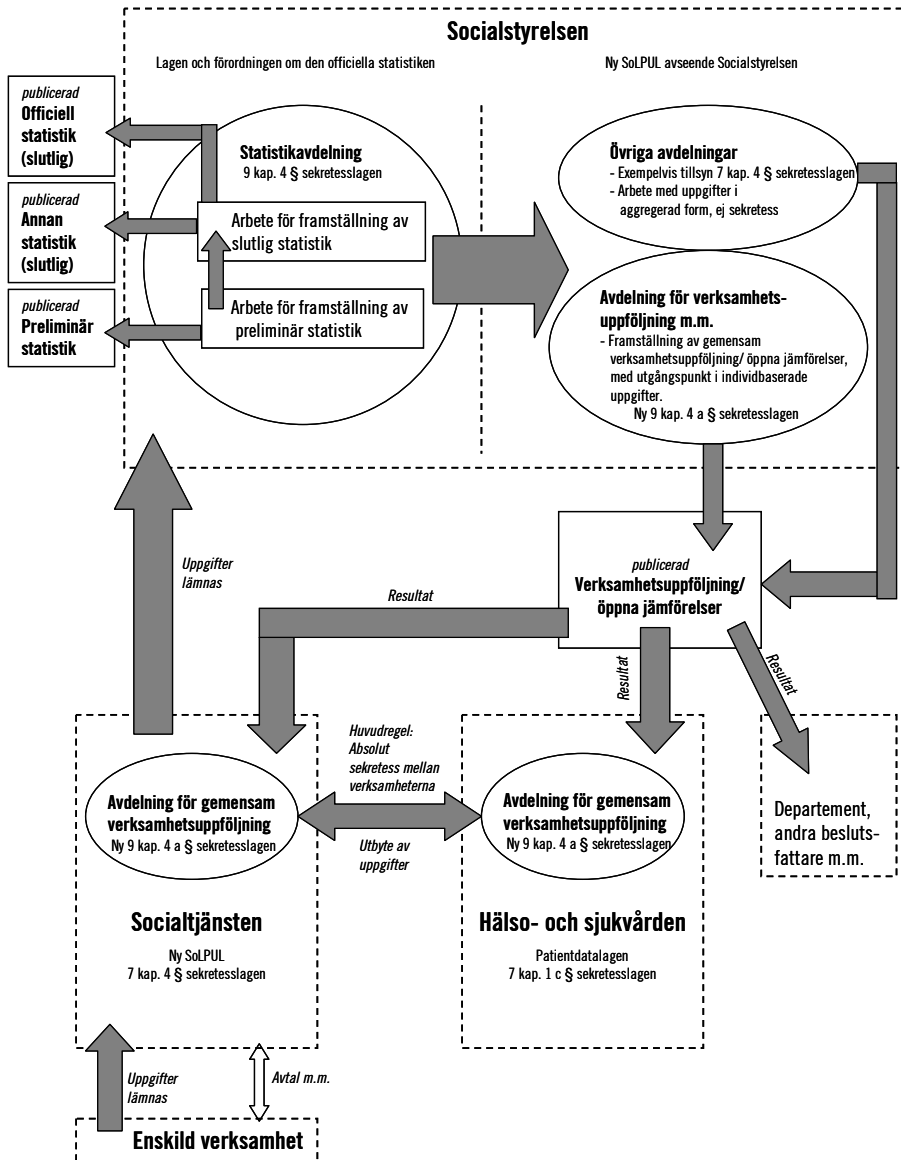 Socialstyrelsen
Lagen och förordningen om den officiella statistiken
Ny SoLPUL avseende Socialstyrelsen
publicerad
Officiell
statistik
(slutlig)
publicerad
Annan
statistik
(slutlig)
publicerad
Preliminär
statistik
Statistikavdelning
9 kap. 4 § sekretesslagen
Arbete för framställning av
slutlig statistik
Arbete för framställning av
preliminär statistik
Övriga avdelningar
- Exempelvis tillsyn 7 kap. 4 § sekretesslagen
- Arbete med uppgifter i
aggregerad form, ej sekretess
Avdelning för verksamhets-
uppföljning m.m.
- Framställning av gemensam
verksamhetsuppföljning/ öppna jämförelser,
med utgångspunkt i individbaserade
uppgifter.
Ny 9 kap. 4 a § sekretesslagen
Uppgifter
lämnas
Resultat
publicerad
Verksamhetsuppföljning/
öppna jämförelser
Resultat
Resultat
Huvudregel:
Absolut
sekretess mellan
verksamheterna
Utbyte av
uppgifter
Avdelning för gemensam
verksamhetsuppföljning
Ny 9 kap. 4 a § sekretesslagen
Socialtjänsten
Ny SoLPUL
7 kap. 4 § sekretesslagen
Avdelning för gemensam
verksamhetsuppföljning
Ny 9 kap. 4 a § sekretesslagen
Hälso- och sjukvården
Patientdatalagen
7 kap. 1 c § sekretesslagen
Departement,
andra besluts-
fattare m.m.
Uppgifter
lämnas
Avtal m.m.
Enskild verksamhet